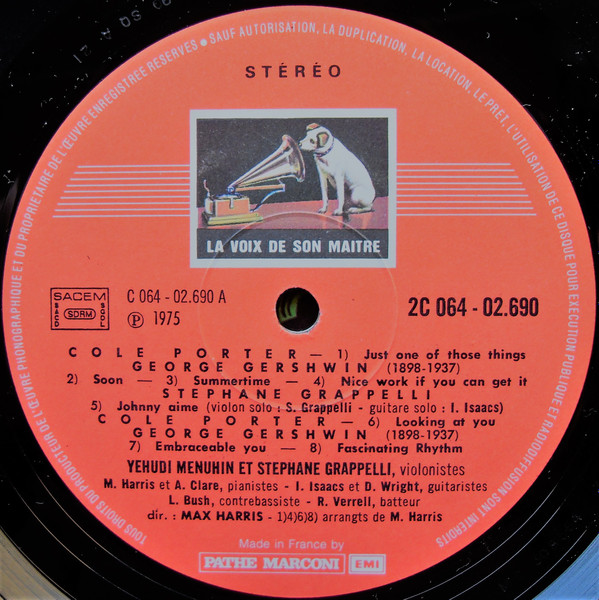 TOUS DROITS DU PRODUCTEUR DE L'ŒUVRE PHONOGRAPHIQUE ET DU PROPRIETAIRE DE L'ŒUVRE ENREGISTREE RESERVES ● SAUF AUTORISATION, LA DUPLICATION, LA LOCATION, LE PRET, L'UTILISATION DE CE DISQUE POUR EXECUTION PUBLIQUE ET RADIODIFFUSION SONT INTERDITS
STÉRÉO
LA VOIX DE SON MAITRE
SACEM
SACD
SDRM
SGDL
C 064 - 02.690 A
℗ 1975
2C 064 - 02.690
COLE PORTER — 1) Just one of those things
GEORGE GERSHWIN (1898-1937)
2) Soon — 3) Summertime — 4) Nice work if you can get it
STEPHANE GRAPPELLI
5) Johnny aime (violon solo : S. Grappelli - guitare solo : I. Isaacs)
COLE PORTER — 6) Looking at you
GEORGE GERSHWIN (1898-1937)
7) Embraceable you — 8) Fascinating Rhythm
YEHUDI MENUHIN ET STEPHANE GRAPPELLI, violonistes
M. Harris et A. Clare, pianistes - I. Isaacs et D. Wright, guitaristes
L. Bush, contrebassiste - R. Verrell, batteur
dir. : MAX HARRIS - 1)4)6)8) arrangts de M. Harris
Made in France by
PATHE MARCONI EMI